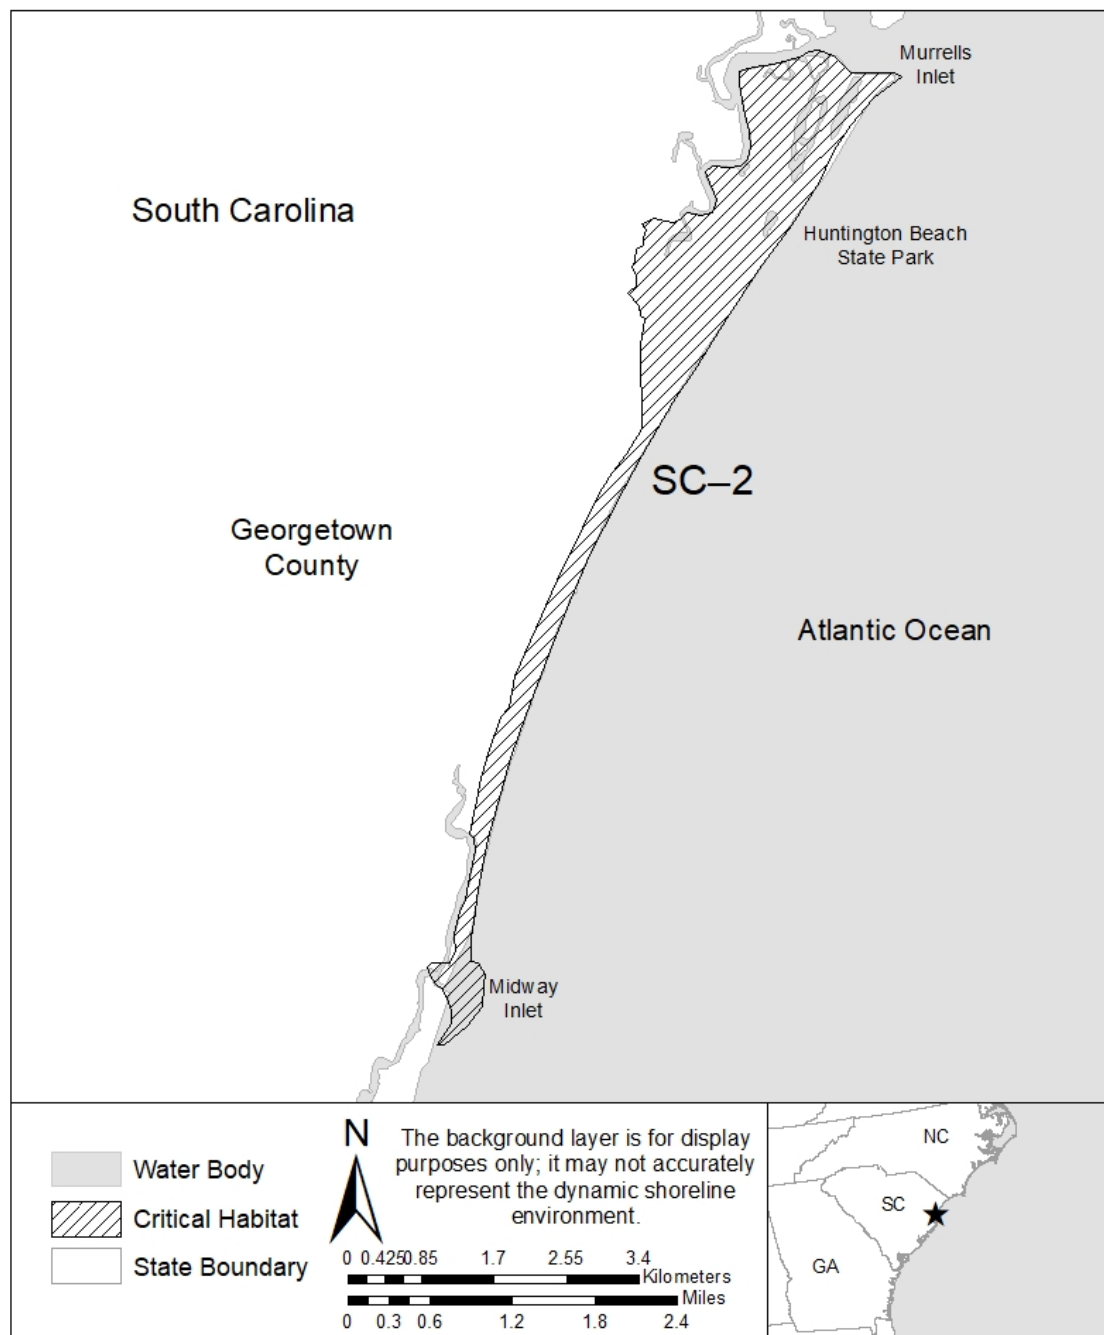 Murrells
Inlet
South Carolina
Huntington Beach
State Park
SC–2
Georgetown
County
Atlantic Ocean
Midway
Inlet
Water Body
Critical Habitat
State Boundary
N
The background layer is for display
purposes only; it may not accurately
represent the dynamic shoreline
environment.
0 0.425 0.85 1.7 2.55 3.4
Kilometers
Miles
0 0.3 0.6 1.2 1.8 2.4
NC
SC
GA